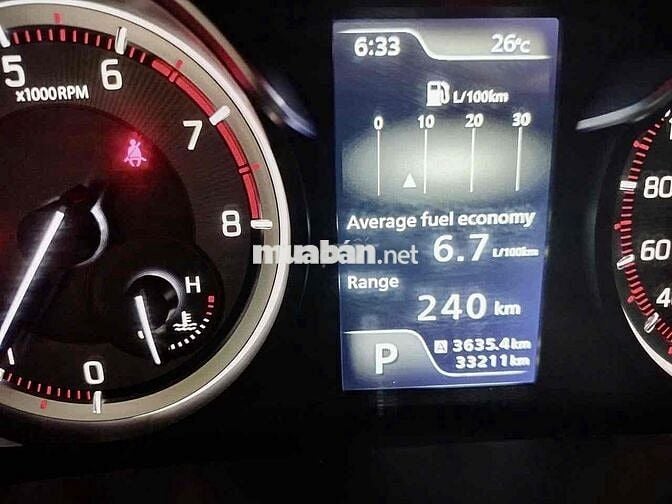 6:33 26°C
L/100km
0 10 20 30
Average fuel economy
6.7 L/100km
Range
240 km
P
A 3635.4km
33211km
5 6 7 8
x1000RPM
H
0
muaban.net
80
60